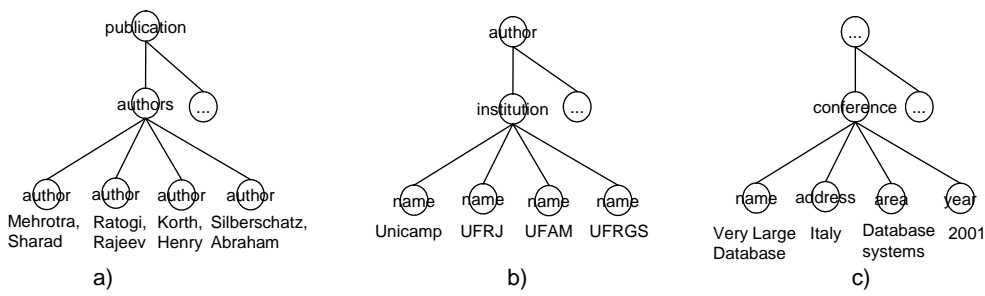 publication
authors
...
author author author author
Mehrotra, Ratogi, Korth, Silberschatz,
Sharad Rajeev Henry Abraham
a)
author
institution
...
name name name name
Unicamp UFRJ UFAM UFRGS
b)
...
conference
...
name address area year
Very Large Italy Database 2001
Database systems
c)